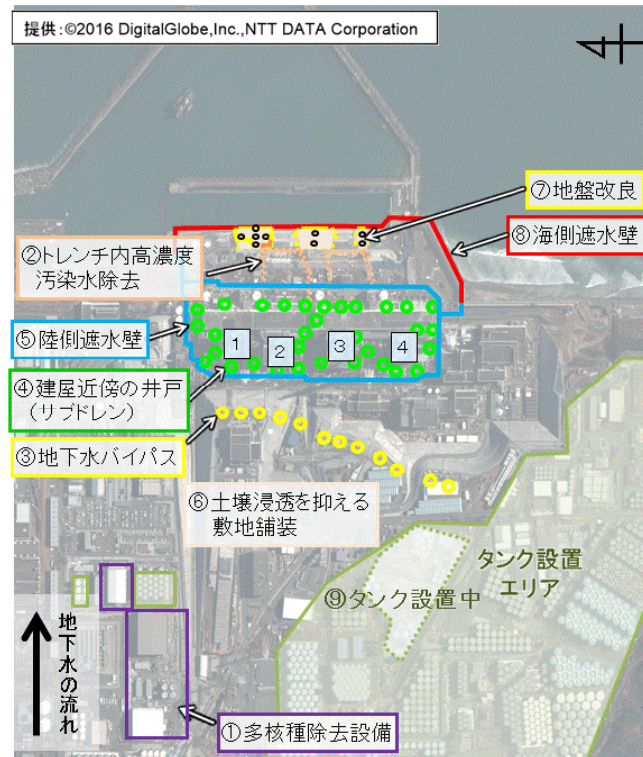 提供:©2016 DigitalGlobe,Inc.,NTT DATA Corporation
⑦地盤改良
⑧海側遮水壁
②トレンチ内高濃度
汚染水除去
⑤陸側遮水壁
1
2
3
4
④建屋近傍の井戸
(サブドレン)
③地下水バイパス
⑥土壌浸透を抑える
敷地舗装
タンク設置
エリア
⑨タンク設置中
地下水の流れ
①多核種除去設備